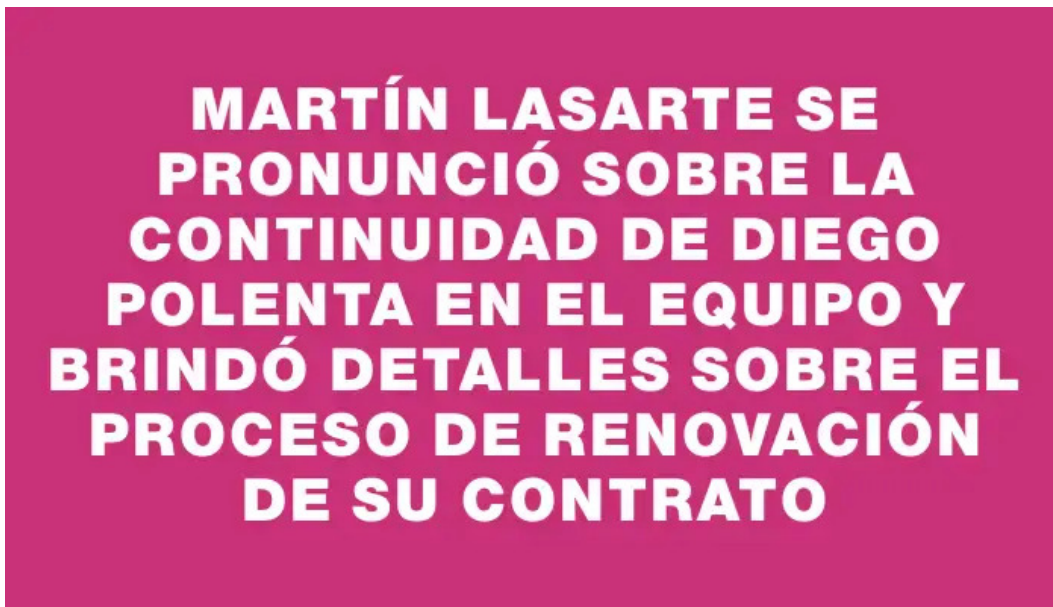 MARTÍN LASARTE SE
PRONUNCIÓ SOBRE LA
CONTINUIDAD DE DIEGO
POLENTA EN EL EQUIPO Y
BRINDÓ DETALLES SOBRE EL
PROCESO DE RENOVACIÓN
DE SU CONTRATO